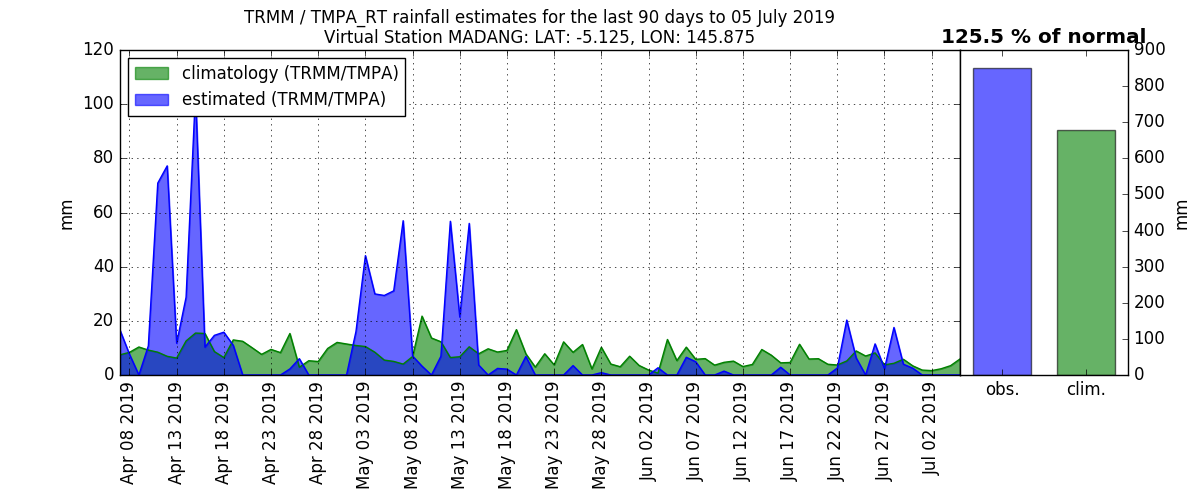 TRMM / TMPA_RT rainfall estimates for the last 90 days to 05 July 2019
Virtual Station MADANG: LAT: -5.125, LON: 145.875
125.5 % of normal
climatology (TRMM/TMPA)
estimated (TRMM/TMPA)
120
100
80
60
40
20
0
mm
Apr 08 2019
Apr 13 2019
Apr 18 2019
Apr 23 2019
Apr 28 2019
May 03 2019
May 08 2019
May 13 2019
May 18 2019
May 23 2019
May 28 2019
Jun 02 2019
Jun 07 2019
Jun 12 2019
Jun 17 2019
Jun 22 2019
Jun 27 2019
Jul 02 2019
obs.
clim.
900
800
700
600
500
400
300
200
100
0
mm